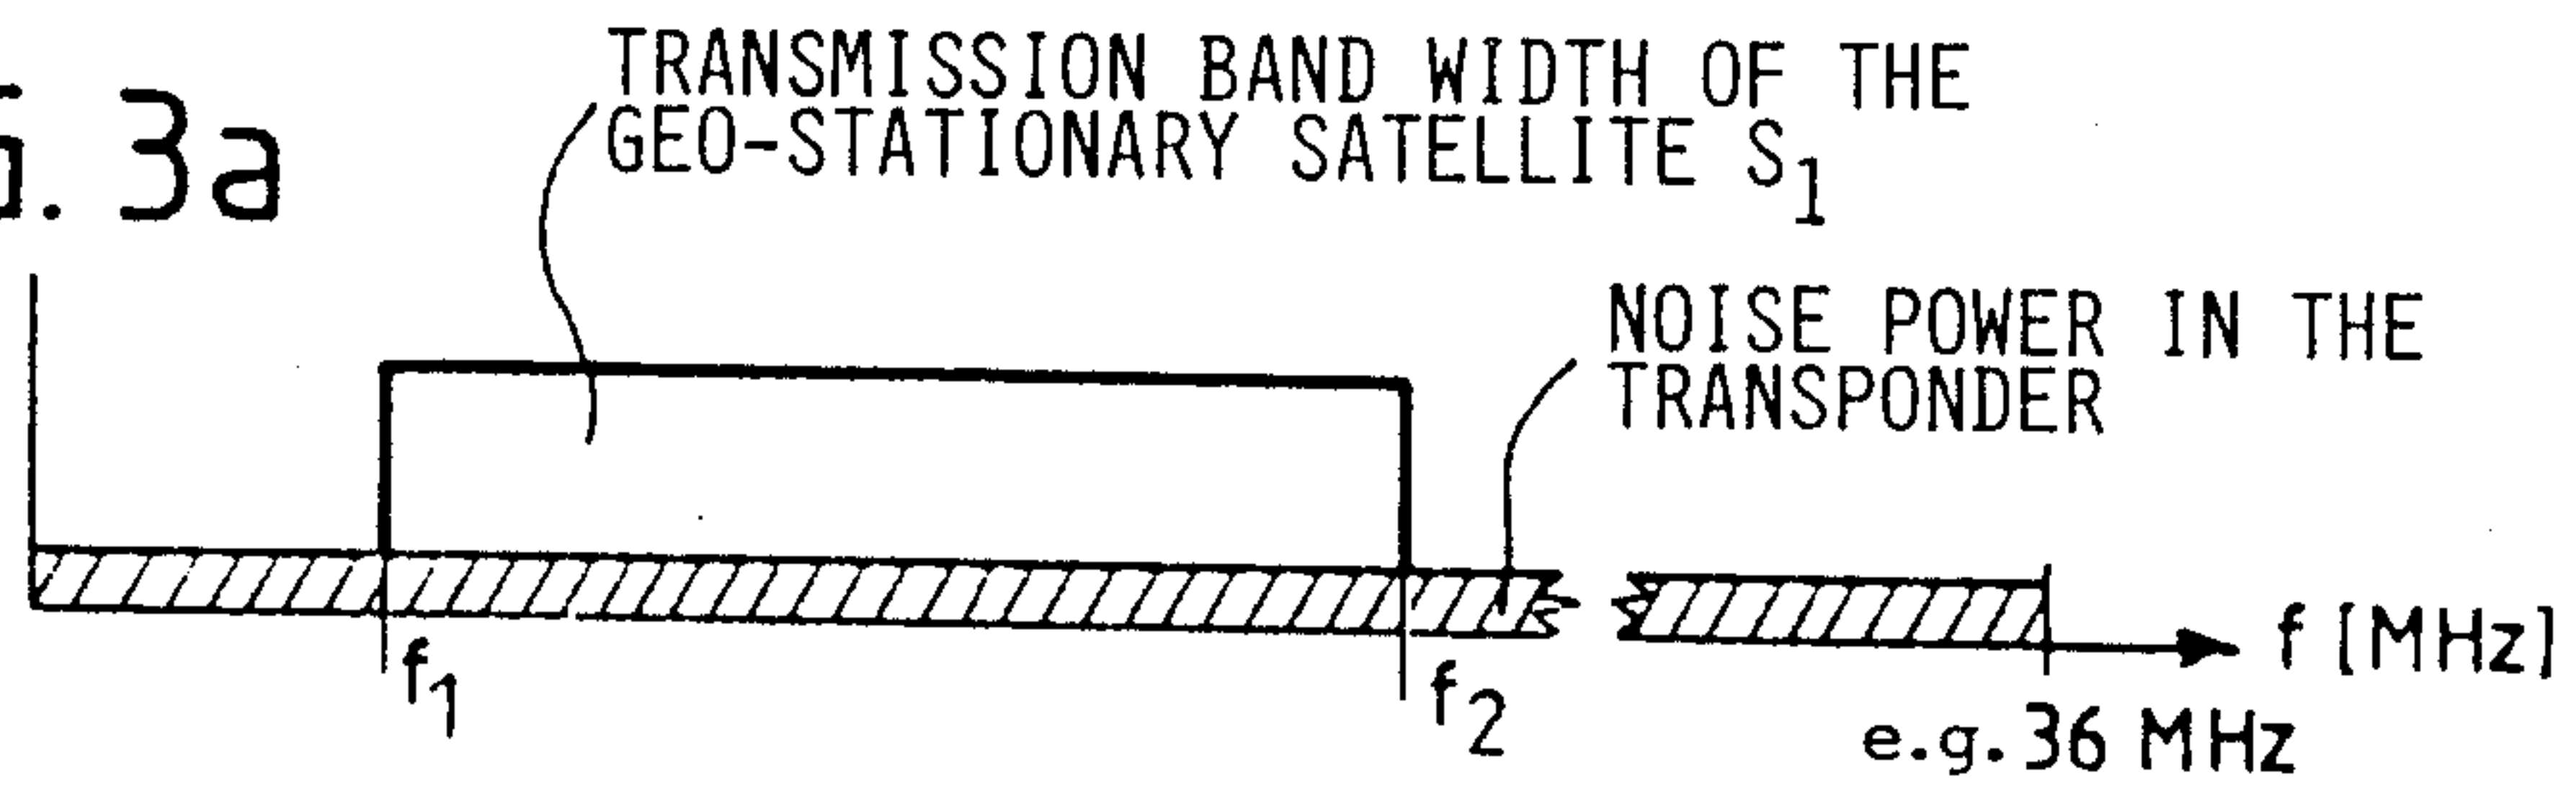 . 3a
TRANSMISSION BAND WIDTH OF THE
GEO-STATIONARY SATELLITE S1
NOISE POWER IN THE
TRANSPONDER
f1
f2
f [MHz]
e.g. 36 MHz